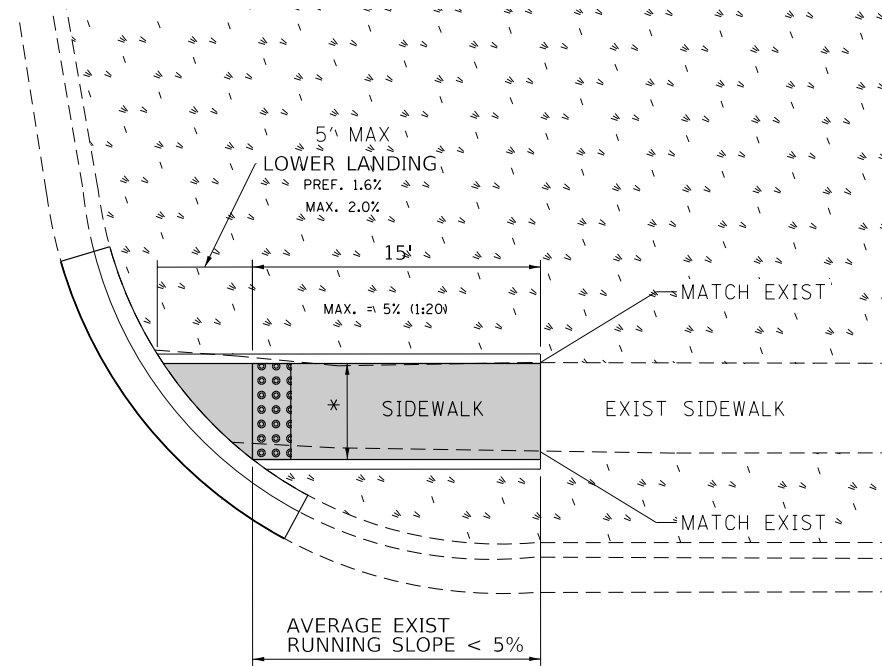 5' MAX
LOWER LANDING
PREF. 1.6%
MAX. 2.0%
15'
MAX. = 5% (1:20)
MATCH EXIST
*
SIDEWALK
EXIST SIDEWALK
MATCH EXIST
AVERAGE EXIST
RUNNING SLOPE < 5%